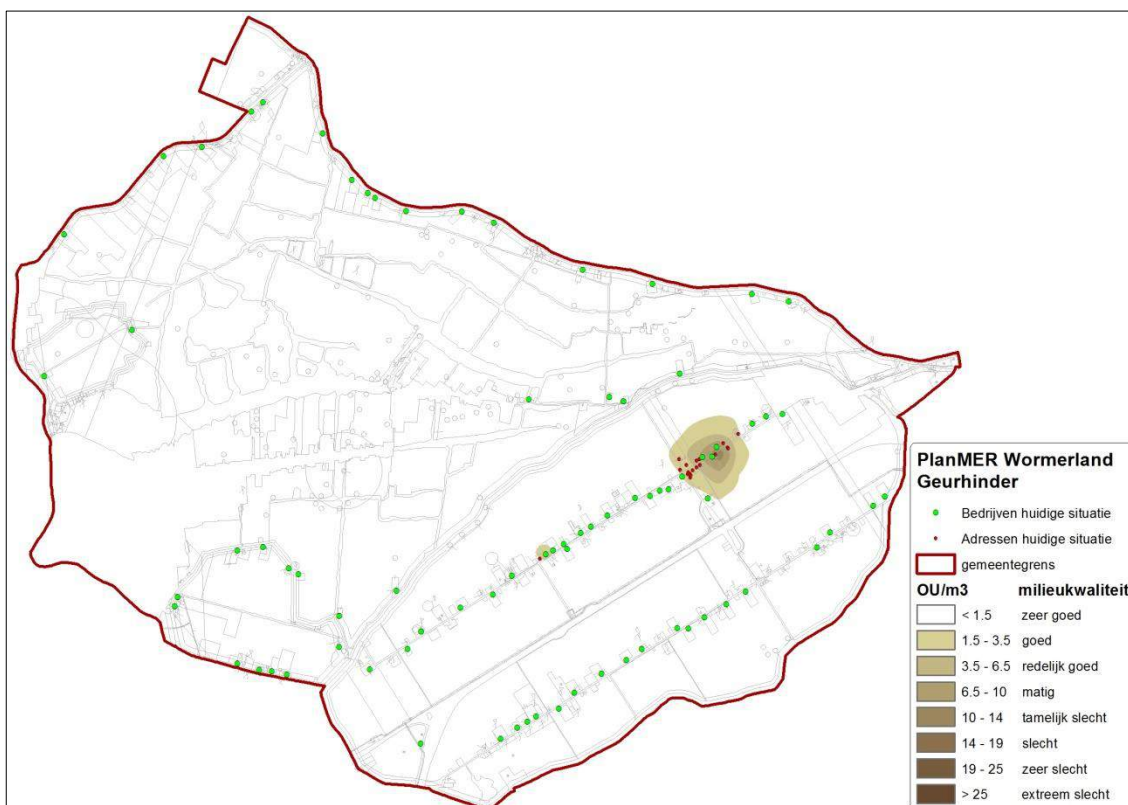 PlanMER Wormerland
Geurhinder
Bedrijven huidige situatie
Adressen huidige situatie
gemeentegrens
OU/m3 milieukwaliteit
< 1.5 zeer goed
1.5 - 3.5 goed
3.5 - 6.5 redelijk goed
6.5 - 10 matig
10 - 14 tamelijk slecht
14 - 19 slecht
19 - 25 zeer slecht
> 25 extreem slecht